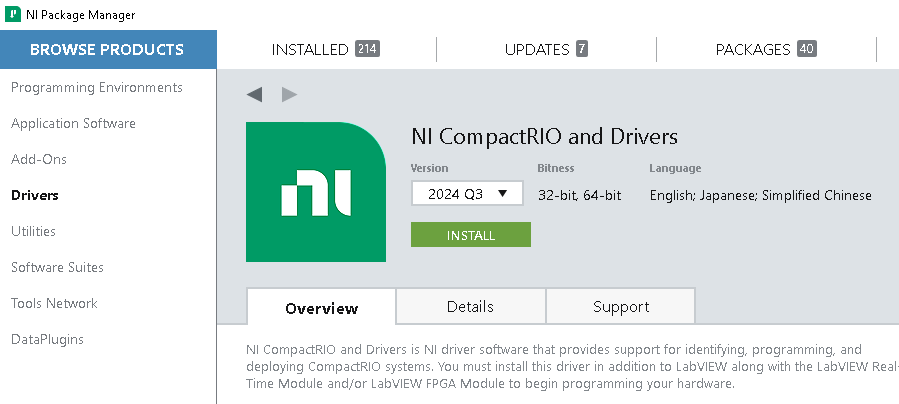 NI Package Manager
BROWSE PRODUCTS
INSTALLED 214
UPDATES 7
PACKAGES 40
Programming Environments
Application Software
Add-Ons
Drivers
Utilities
Software Suites
Tools Network
DataPlugins
ni
NI CompactRIO and Drivers
Version
Bitness
Language
2024 Q3
32-bit, 64-bit
English; Japanese; Simplified Chinese
INSTALL
Overview
Details
Support
NI CompactRIO and Drivers is NI driver software that provides support for identifying, programming, and
deploying CompactRIO systems. You must install this driver in addition to LabVIEW along with the LabVIEW Real-
Time Module and/or LabVIEW FPGA Module to begin programming your hardware.